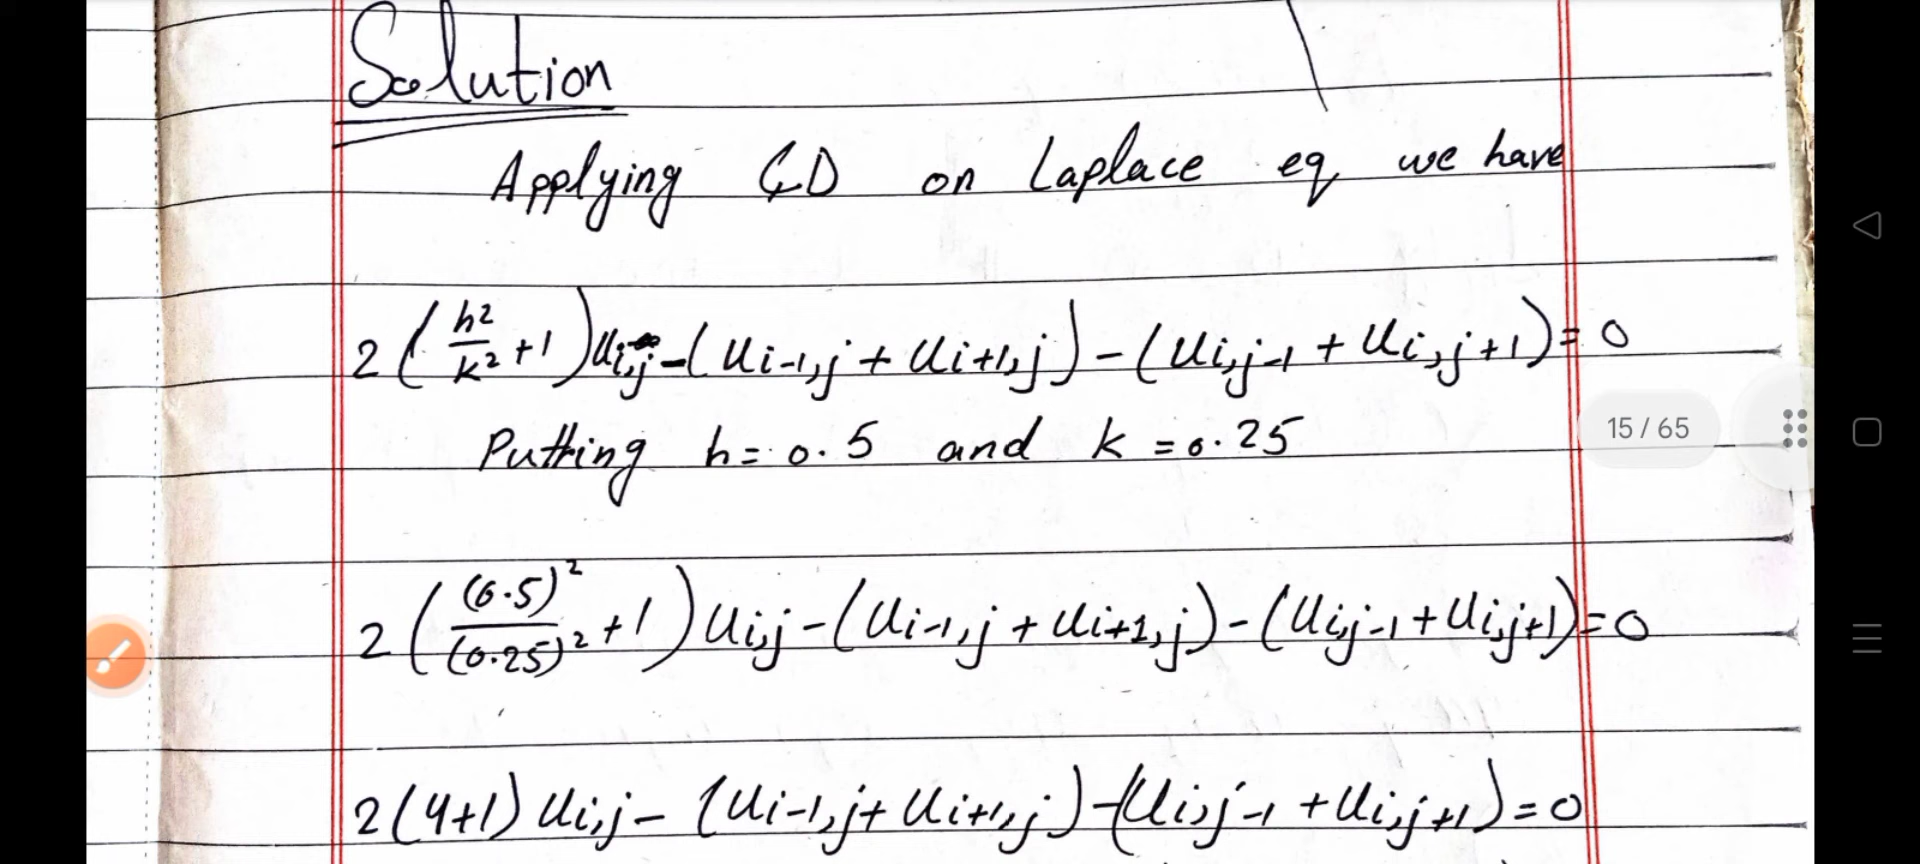 Solution
Applying CD on Laplace eq we have
2(h²/k² + 1)ui,j - (ui-1,j + ui+1,j) - (ui,j-1 + ui,j+1) = 0
Putting h = 0.5 and k = 0.25
15 / 65
2((0.5)²/(0.25)² + 1)ui,j - (ui-1,j + ui+1,j) - (ui,j-1 + ui,j+1) = 0
2(4+1)ui,j - (ui-1,j + ui+1,j) - (ui,j-1 + ui,j+1) = 0